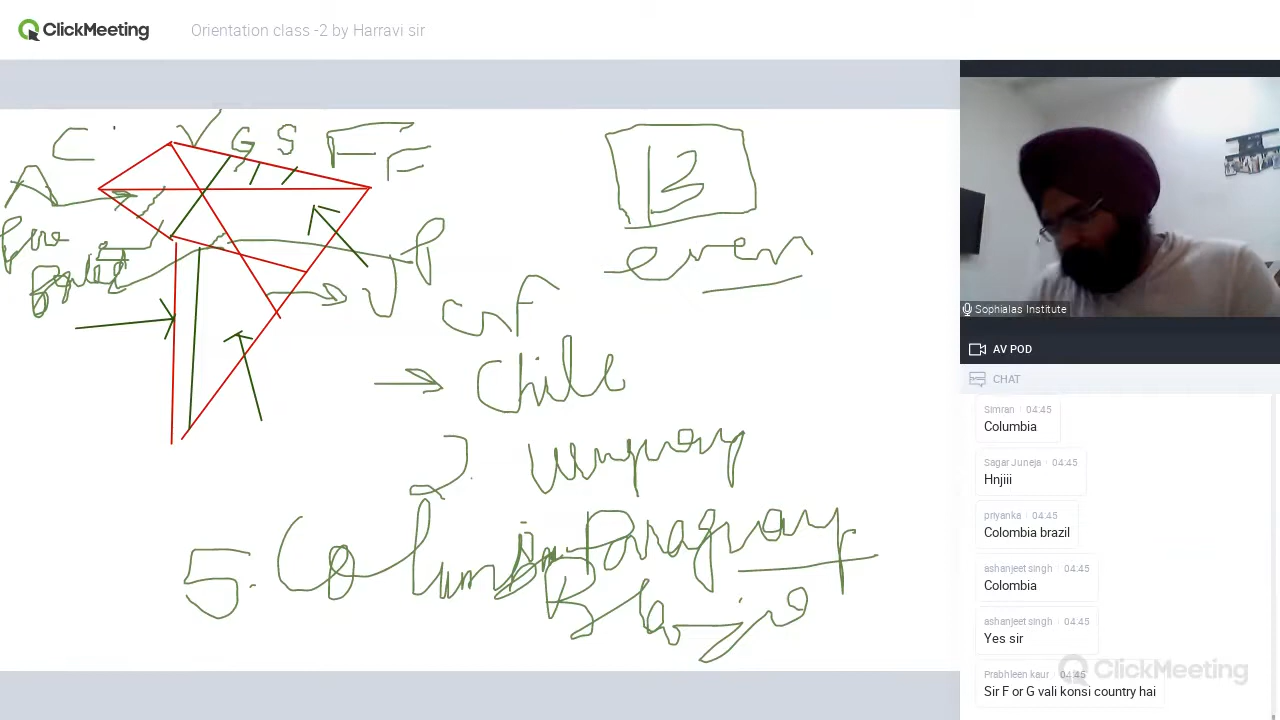 ClickMeeting
Orientation class -2 by Harravi sir
C V G S F F
A
P
U
13
even
Chile
2. Uruguay
Paraguay
5. Columbia
Sophialas Institute
AV POD
CHAT
Simran · 04:45
Columbia
Sagar Juneja · 04:45
Hnjiii
priyanka · 04:45
Colombia brazil
ashanjeet singh · 04:45
Colombia
ashanjeet singh · 04:45
Yes sir
Prabhleen kaur · 04:45
Sir F or G vali konsi country hai
ClickMeeting